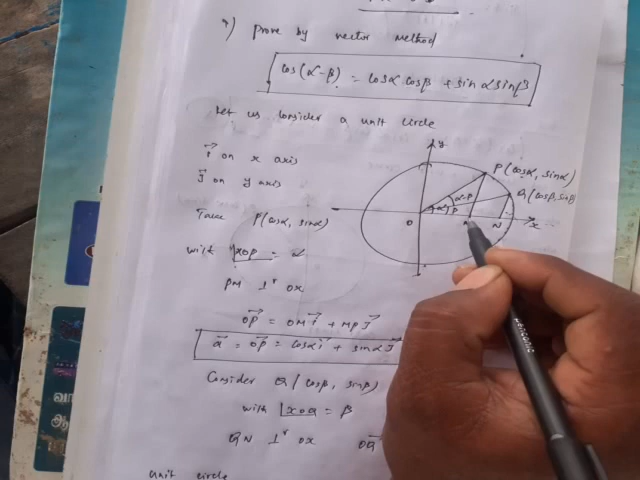 7) Prove by vector method
cos(α-β) = cosα cosβ + sinα sinβ
Let us consider a unit circle
i⃗ on x axis
j⃗ on y axis
Take P(cosα, sinα)
with ∠XOP = α
PM ⊥r OX
OP⃗ = OM i⃗ + MP j⃗
a⃗ = OP⃗ = cosα i⃗ + sinα j⃗
Consider Q(cosβ, sinβ)
with ∠XOQ = β
QN ⊥r OX OQ⃗
unit circle
y
P(cosα, sinα)
Q(cosβ, sinβ)
α-β
α β
O M N x